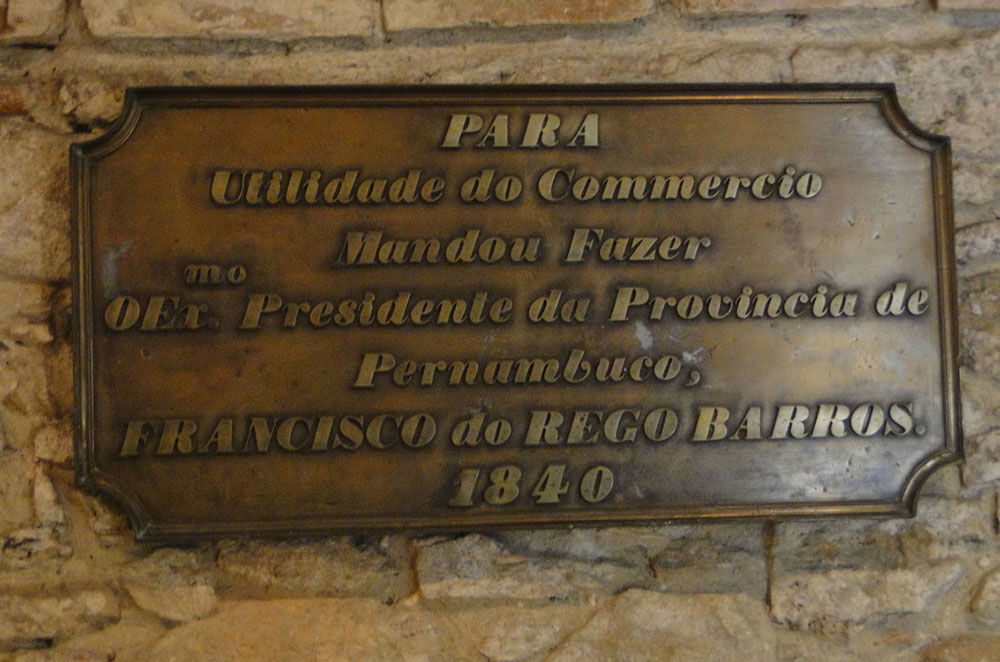 PARA
Utilidade do Commercio
Mandou Fazer
O Ex.mo Presidente da Provincia de
Pernambuco,
FRANCISCO do REGO BARROS.
1840